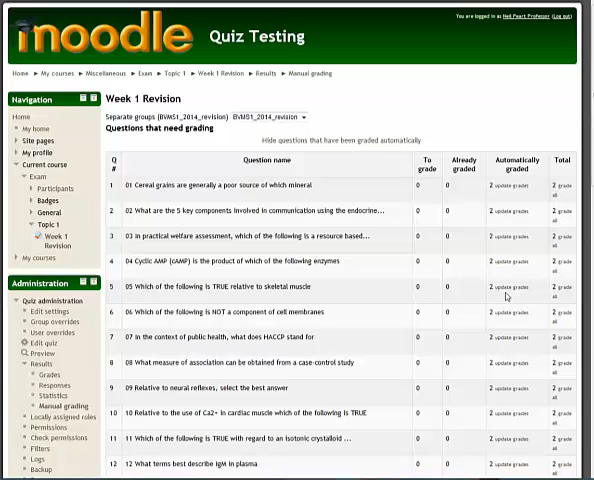 moodle
Quiz Testing
You are logged in as Neil Peart Professor (Log out)
Home ► My courses ► Miscellaneous ► Exam ► Topic 1 ► Week 1 Revision ► Results ► Manual grading
Navigation
Home
My home
Site pages
My profile
Current course
Exam
Participants
Badges
General
Topic 1
Week 1
Revision
My courses
Administration
Quiz administration
Edit settings
Group overrides
User overrides
Edit quiz
Preview
Results
Grades
Responses
Statistics
Manual grading
Locally assigned roles
Permissions
Check permissions
Filters
Logs
Backup
Week 1 Revision
Separate groups (BVMS1_2014_revision) BVMS1_2014_revision
Questions that need grading
Hide questions that have been graded automatically
Q # Question name To grade Already graded Automatically graded Total
1 01 Cereal grains are generally a poor source of which mineral 0 0 2 update grades 2 grade all
2 02 What are the 5 key components involved in communication using the endocrine... 0 0 2 update grades 2 grade all
3 03 In practical welfare assessment, which of the following is a resource based... 0 0 2 update grades 2 grade all
4 04 Cyclic AMP (cAMP) is the product of which of the following enzymes 0 0 2 update grades 2 grade all
5 05 Which of the following is TRUE relative to skeletal muscle 0 0 2 update grades 2 grade all
6 06 Which of the following is NOT a component of cell membranes 0 0 2 update grades 2 grade all
7 07 In the context of public health, what does HACCP stand for 0 0 2 update grades 2 grade all
8 08 What measure of association can be obtained from a case-control study 0 0 2 update grades 2 grade all
9 09 Relative to neural reflexes, select the best answer 0 0 2 update grades 2 grade all
10 10 Relative to the use of Ca2+ in cardiac muscle which of the following is TRUE 0 0 2 update grades 2 grade all
11 11 Which of the following is TRUE with regard to an isotonic crystalloid ... 0 0 2 update grades 2 grade all
12 12 What terms best describe IgM in plasma 0 0 2 update grades 2 grade all